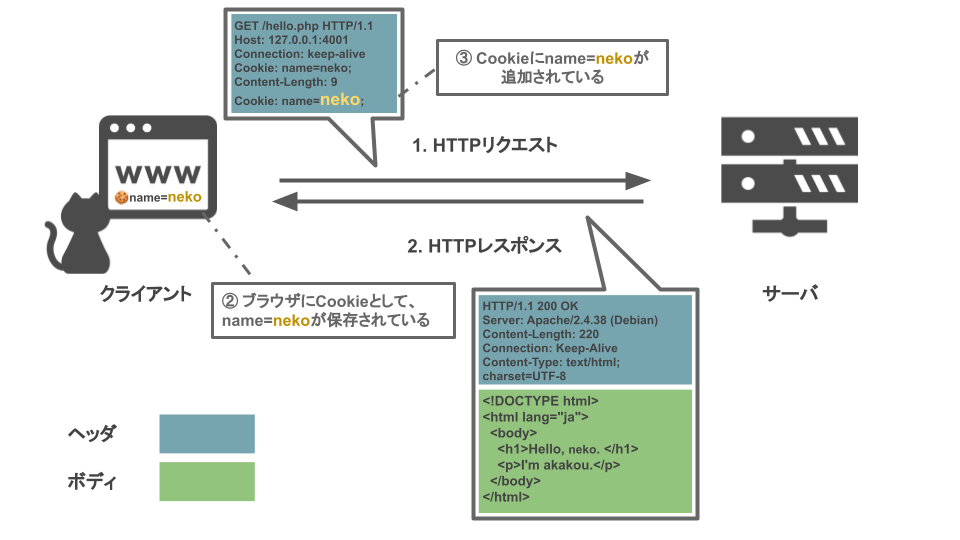 GET /hello.php HTTP/1.1
Host: 127.0.0.1:4001
Connection: keep-alive
Cookie: name=neko;
Content-Length: 9
Cookie: name=neko;
③ Cookieにname=nekoが
追加されている
1. HTTPリクエスト
www
🍪name=neko
2. HTTPレスポンス
クライアント
サーバ
② ブラウザにCookieとして、
name=nekoが保存されている
HTTP/1.1 200 OK
Server: Apache/2.4.38 (Debian)
Content-Length: 220
Connection: Keep-Alive
Content-Type: text/html;
charset=UTF-8
<!DOCTYPE html>
<html lang="ja">
<body>
<h1>Hello, neko. </h1>
<p>I'm akakou.</p>
</body>
</html>
ヘッダ
ボディ